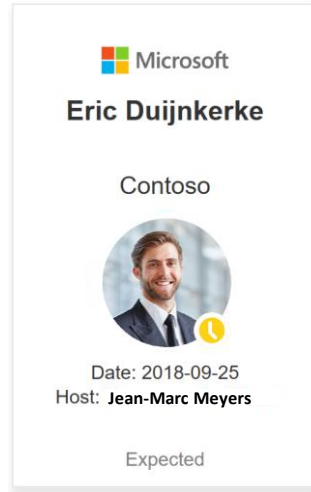 Microsoft
Eric Duijnkerke
Contoso
Date: 2018-09-25
Host: Jean-Marc Meyers
Expected